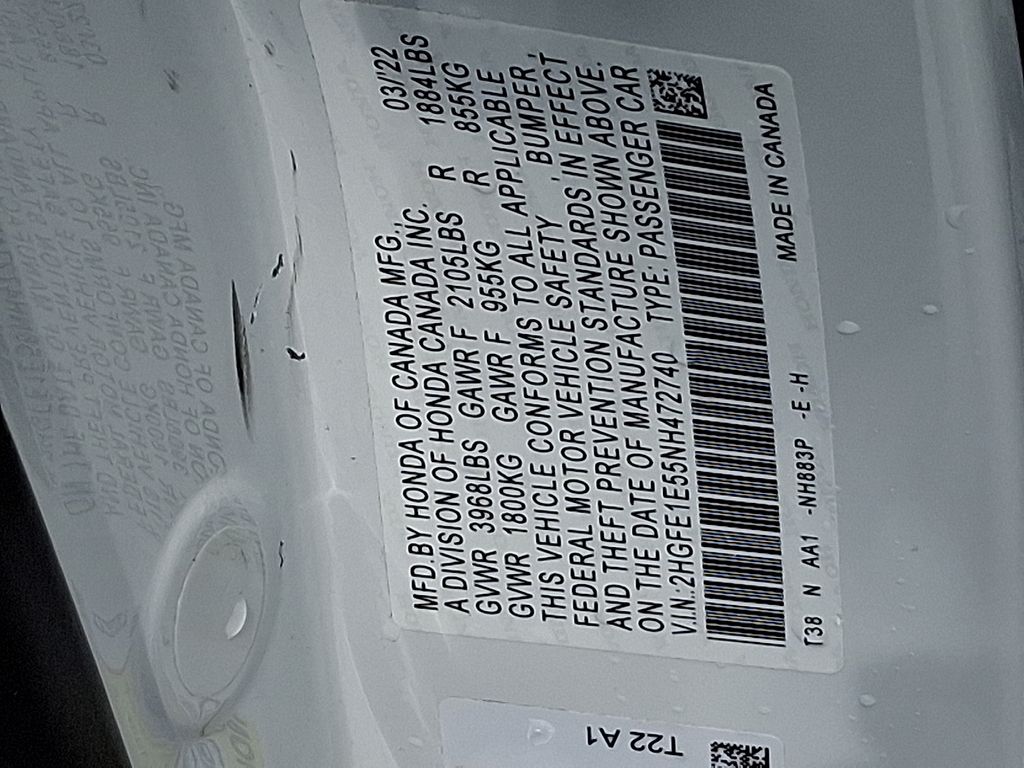 MFD.BY HONDA OF CANADA MFG., 03/'22
A DIVISION OF HONDA CANADA INC.
GVWR 3968LBS GAWR F 2105LBS R 1884LBS
GVWR 1800KG GAWR F 955KG R 855KG
THIS VEHICLE CONFORMS TO ALL APPLICABLE
FEDERAL MOTOR VEHICLE SAFETY, BUMPER,
AND THEFT PREVENTION STANDARDS IN EFFECT
ON THE DATE OF MANUFACTURE SHOWN ABOVE.
V.I.N.:2HGFE1E55NH472740 TYPE: PASSENGER CAR
T38 N AA1 -NH883P -E -H MADE IN CANADA
T22 A1